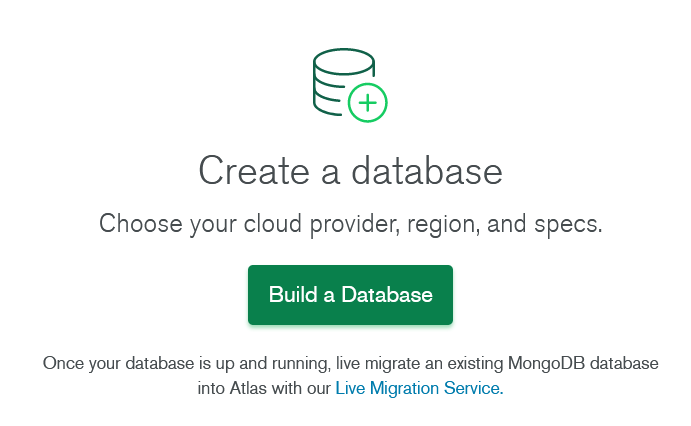 Create a database
Choose your cloud provider, region, and specs.
Build a Database
Once your database is up and running, live migrate an existing MongoDB database
into Atlas with our Live Migration Service.